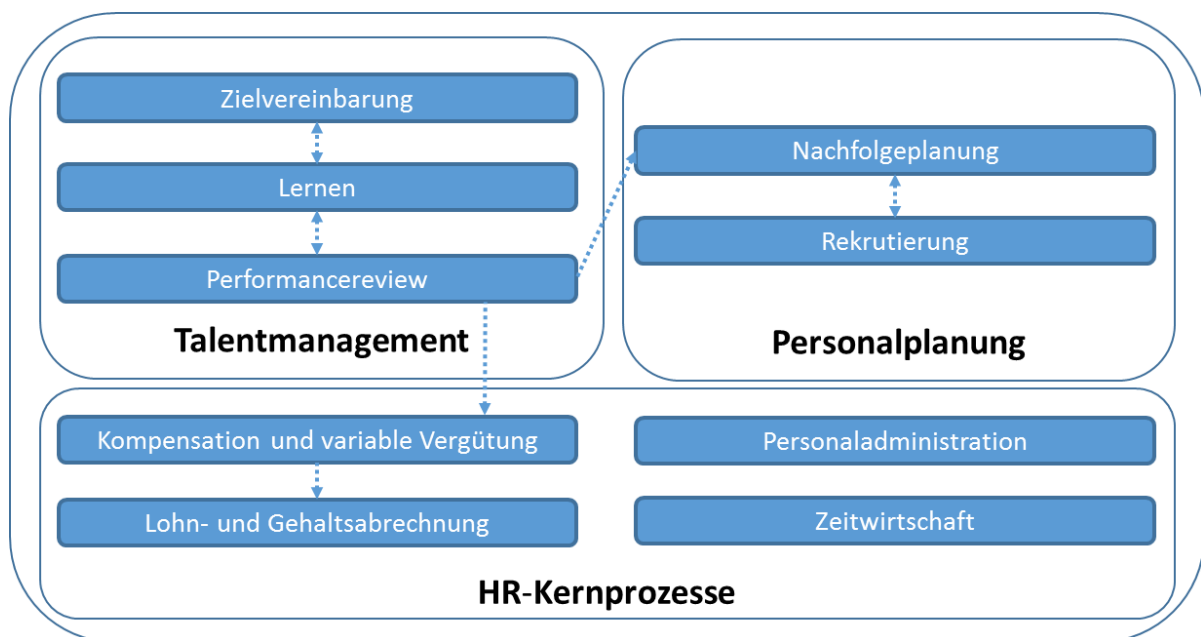 Zielvereinbarung
Lernen
Performancereview
Talentmanagement
Nachfolgeplanung
Rekrutierung
Personalplanung
Kompensation und variable Vergütung
Lohn- und Gehaltsabrechnung
Personaladministration
Zeitwirtschaft
HR-Kernprozesse